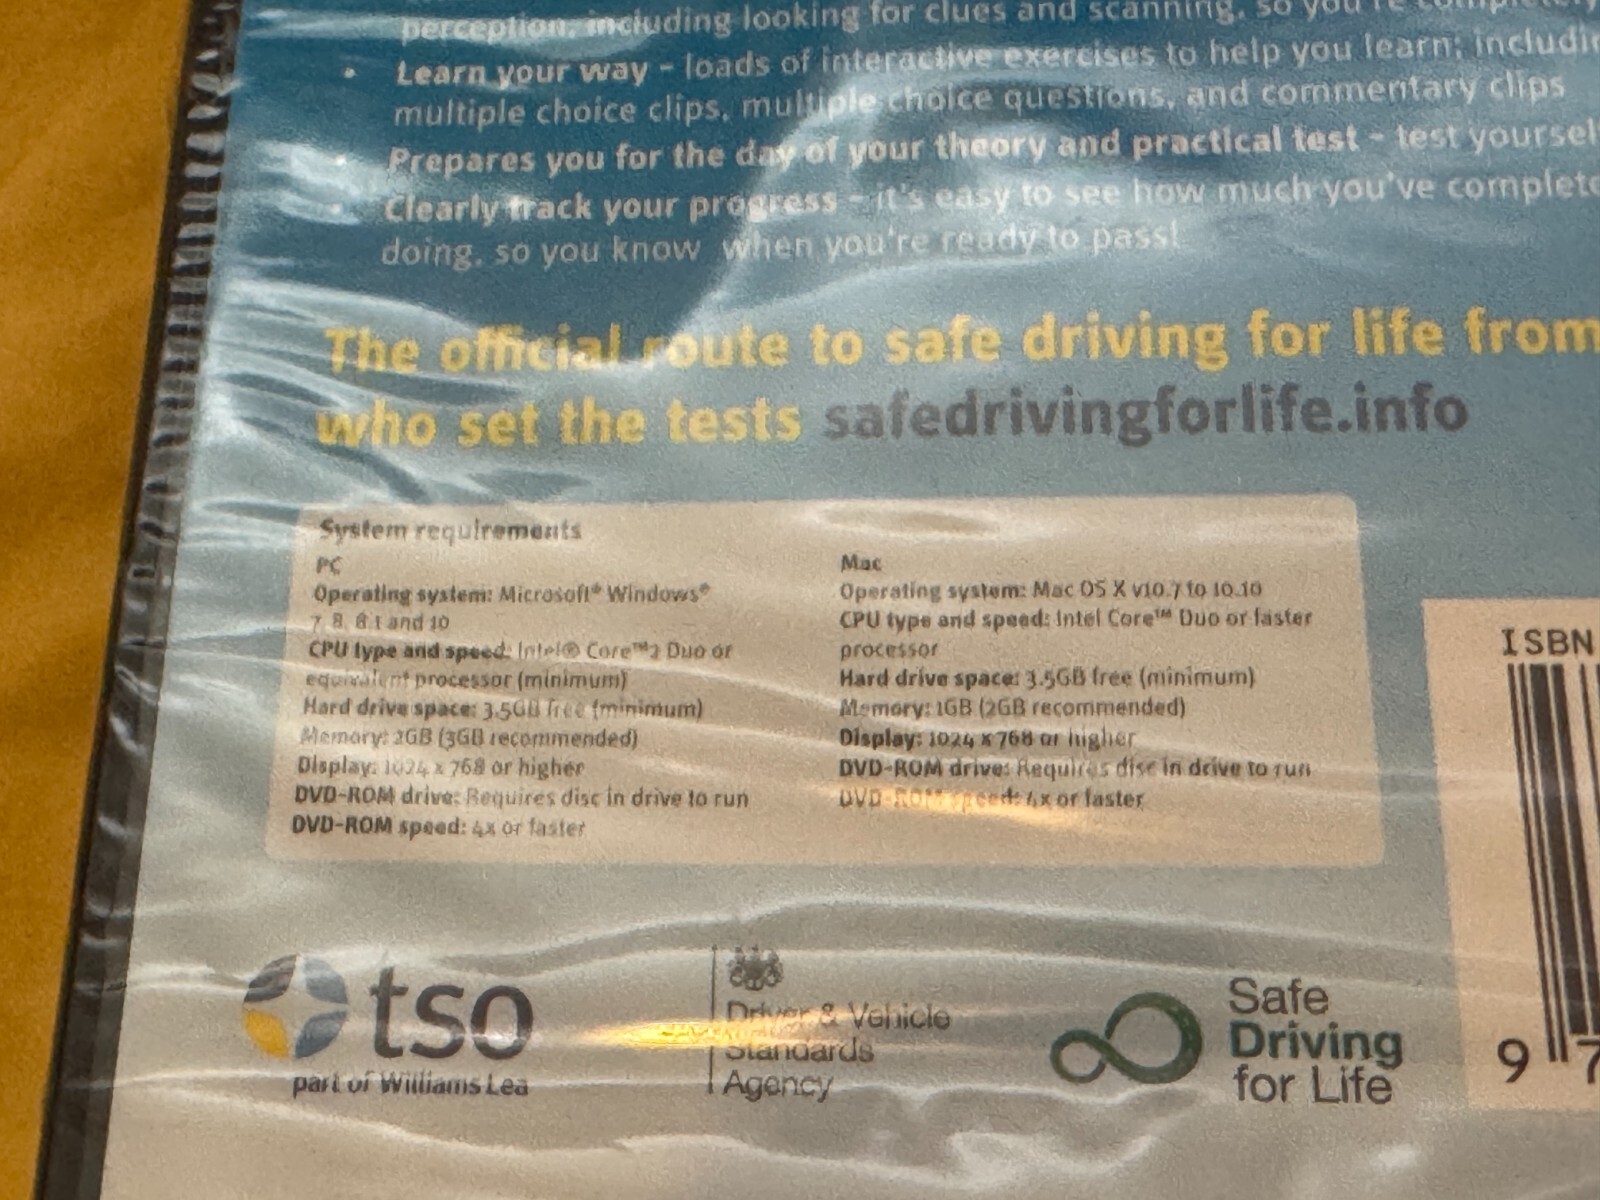 perception, including looking for clues and scanning, so you're completely
• Learn your way – loads of interactive exercises to help you learn; includi
multiple choice clips, multiple choice questions, and commentary clips
• Prepares you for the day of your theory and practical test – test yoursel
• Clearly track your progress – it's easy to see how much you've complete
doing, so you know when you're ready to pass!
The official route to safe driving for life from
who set the tests safedrivingforlife.info
System requirements
PC
Operating system: Microsoft® Windows®
7, 8, 8.1 and 10
CPU type and speed: Intel® Core™2 Duo or
equivalent processor (minimum)
Hard drive space: 3.5GB free (minimum)
Memory: 2GB (3GB recommended)
Display: 1024 x 768 or higher
DVD-ROM drive: Requires disc in drive to run
DVD-ROM speed: 4x or faster
Mac
Operating system: Mac OS X v10.7 to 10.10
CPU type and speed: Intel Core™ Duo or faster
processor
Hard drive space: 3.5GB free (minimum)
Memory: 1GB (2GB recommended)
Display: 1024 x 768 or higher
DVD-ROM drive: Requires disc in drive to run
DVD-ROM speed: 4x or faster
ISBN
9 7
tso
part of Williams Lea
Driver & Vehicle
Standards
Agency
Safe
Driving
for Life